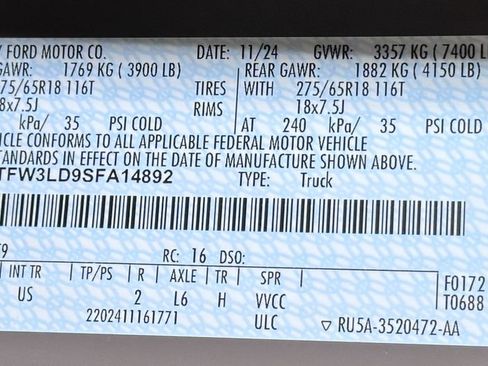 FORD MOTOR CO. DATE: 11/24 GVWR: 3357 KG ( 7400 LB
GAWR: 1769 KG ( 3900 LB) REAR GAWR: 1882 KG ( 4150 LB)
75/65R18 116T TIRES WITH 275/65R18 116T
8x7.5J RIMS 18x7.5J
kPa/ 35 PSI COLD AT 240 kPa/ 35 PSI COLD
ICLE CONFORMS TO ALL APPLICABLE FEDERAL MOTOR VEHICLE
TANDARDS IN EFFECT ON THE DATE OF MANUFACTURE SHOWN ABOVE.
TFW3LD9SFA14892 TYPE: Truck
RC: 16 DSO:
INT TR TP/PS R AXLE TR SPR F0172
US 2 L6 H VVCC T0688
2202411161771 ULC ▽ RU5A-3520472-AA